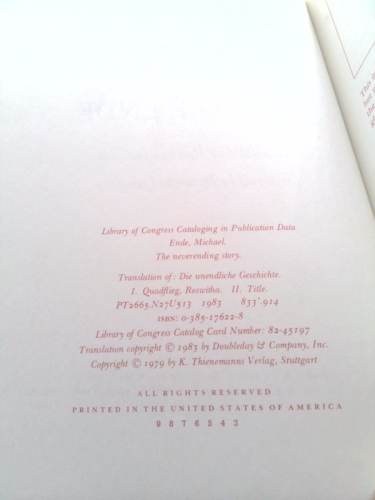 Library of Congress Cataloging in Publication Data
Ende, Michael.
The neverending story.
Translation of: Die unendliche Geschichte.
I. Quadflieg, Roswitha. II. Title.
PT2665.N27U513 1983 833'.914
ISBN: 0-385-17622-8
Library of Congress Catalog Card Number: 82-45197
Translation copyright © 1983 by Doubleday & Company, Inc.
Copyright © 1979 by K. Thienemanns Verlag, Stuttgart
ALL RIGHTS RESERVED
PRINTED IN THE UNITED STATES OF AMERICA
9 8 7 6 5 4 3
This